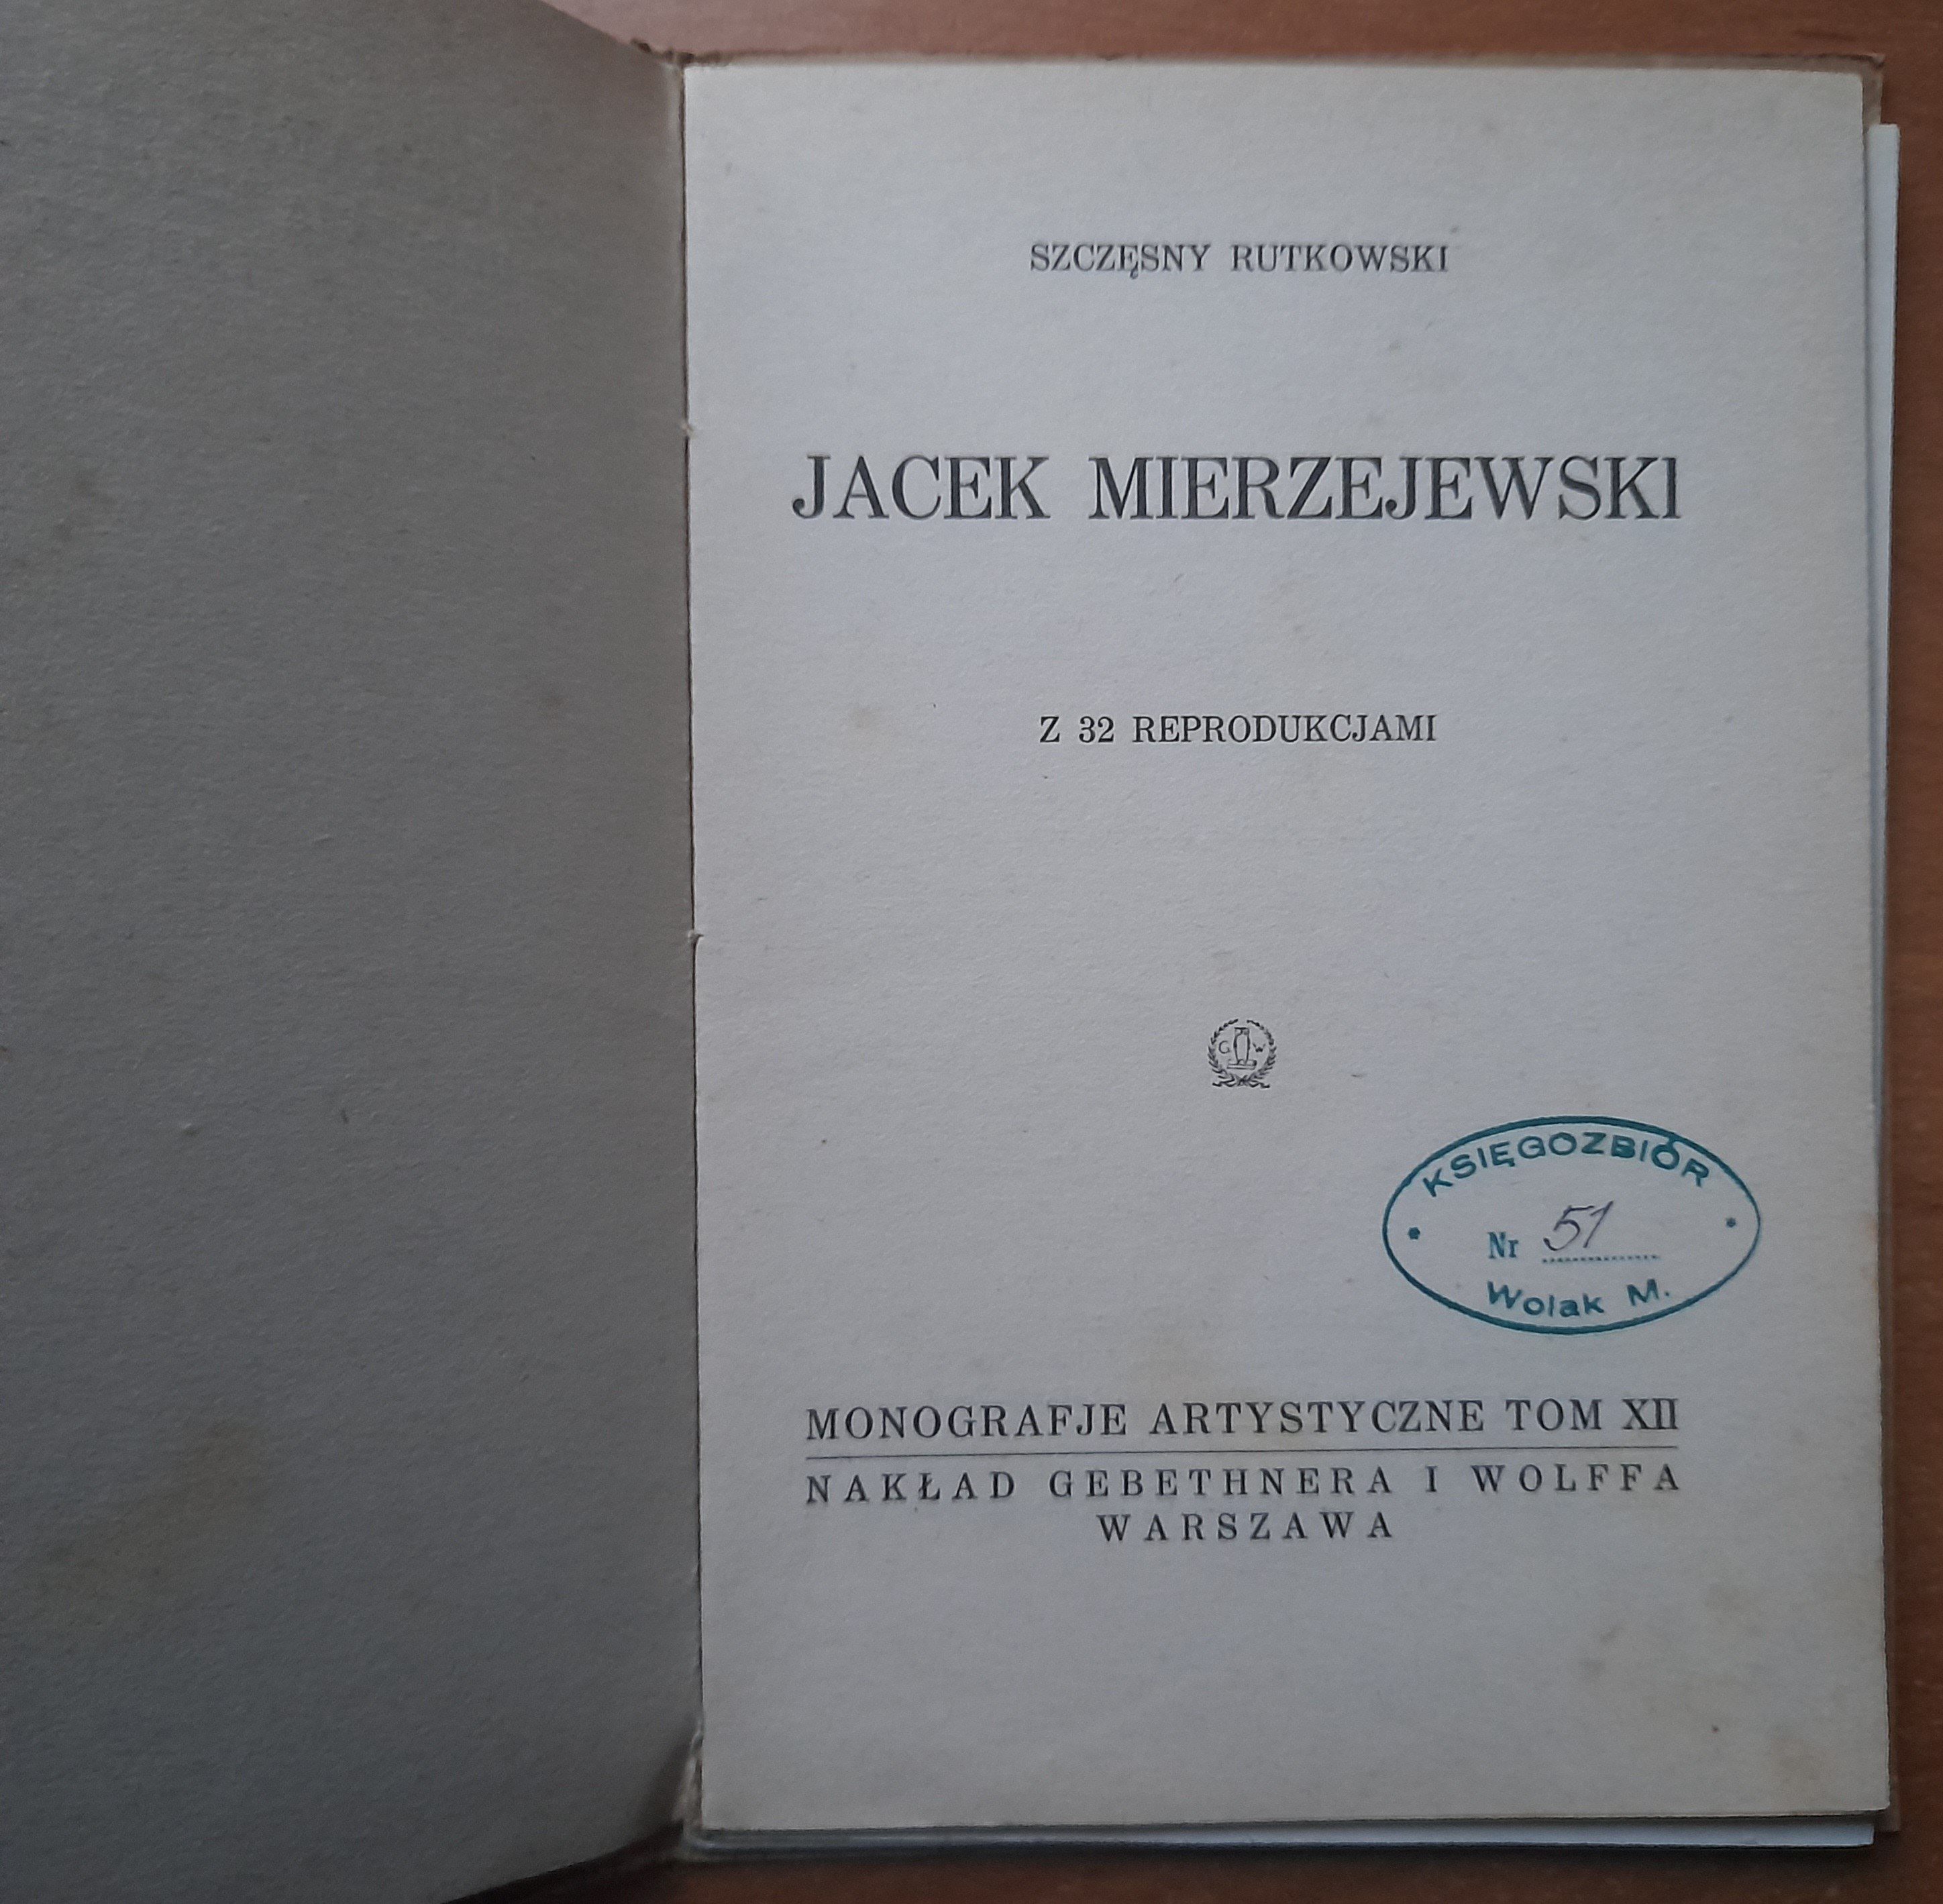 SZCZĘSNY RUTKOWSKI
JACEK MIERZEJEWSKI
Z 32 REPRODUKCJAMI
G W
KSIĘGOZBIÓR
Nr 51
Wolak M.
MONOGRAFJE ARTYSTYCZNE TOM XII
NAKŁAD GEBETHNERA I WOLFFA
WARSZAWA